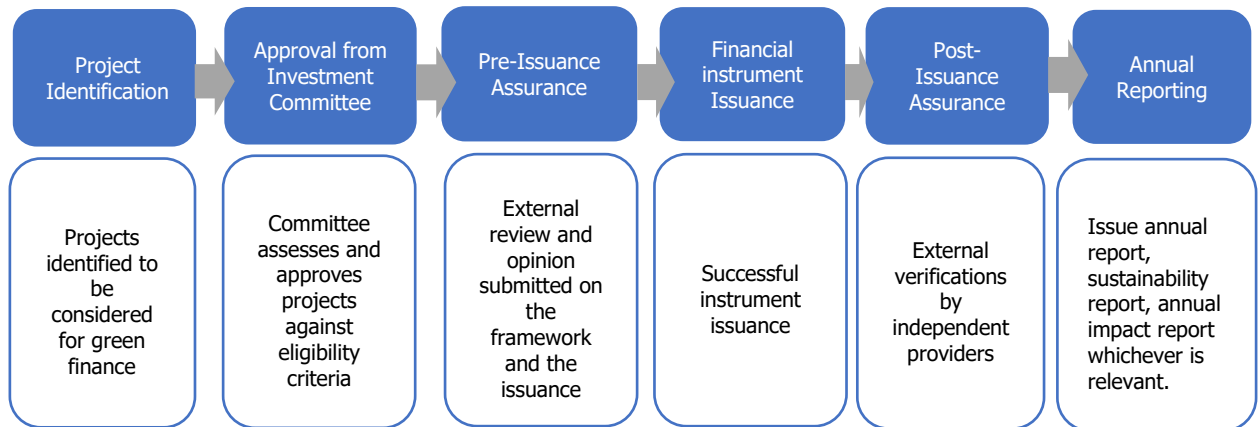 Project
Identification
Approval from
Investment
Committee
Pre-Issuance
Assurance
Financial
instrument
Issuance
Post-
Issuance
Assurance
Annual
Reporting
Projects
identified to
be
considered
for green
finance
Committee
assesses and
approves
projects
against
eligibility
criteria
External
review and
opinion
submitted on
the
framework
and the
issuance
Successful
instrument
issuance
External
verifications
by
independent
providers
Issue annual
report,
sustainability
report, annual
impact report
whichever is
relevant.